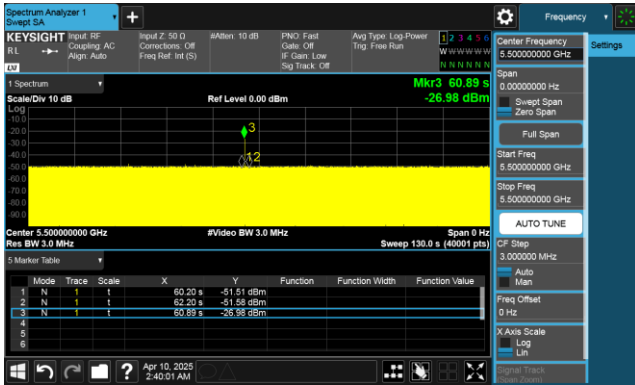 Spectrum Analyzer 1
Swept SA
Frequency
KEYSIGHT
Input: RF
Input Z: 50 Ω
#Atten: 10 dB
PNO: Fast
Avg Type: Log-Power
1 2 3 4 5 6
RL
Coupling: AC
Corrections: Off
Gate: Off
Trig: Free Run
W W W W W W
Align: Auto
Freq Ref: Int (S)
IF Gain: Low
N N N N N N
Sig Track: Off
LXI
1 Spectrum
Mkr3 60.89 s
Scale/Div 10 dB
Ref Level 0.00 dBm
-26.98 dBm
Log
-10.0
-20.0
3
-30.0
-40.0
1 2
-50.0
-60.0
-70.0
-80.0
-90.0
Center 5.500000000 GHz
#Video BW 3.0 MHz
Span 0 Hz
Res BW 3.0 MHz
Sweep 130.0 s (40001 pts)
5 Marker Table
Mode Trace Scale X Y Function Function Width Function Value
1 N 1 t 60.20 s -51.51 dBm
2 N 1 t 62.20 s -51.58 dBm
3 N 1 t 60.89 s -26.98 dBm
4
5
6
?
Apr 10, 2025
2:40:01 AM
Center Frequency
5.500000000 GHz
Settings
Span
0.00000000 Hz
Swept Span
Zero Span
Full Span
Start Freq
5.500000000 GHz
Stop Freq
5.500000000 GHz
AUTO TUNE
CF Step
3.000000 MHz
Auto
Man
Freq Offset
0 Hz
X Axis Scale
Log
Lin
Signal Track
(Span Zoom)